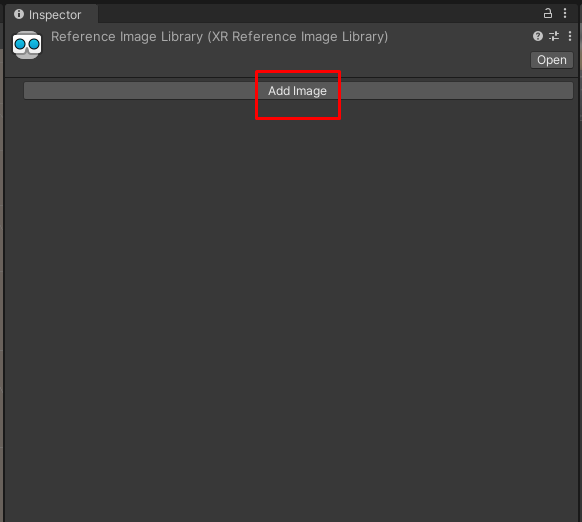 Inspector
Reference Image Library (XR Reference Image Library)
Open
Add Image